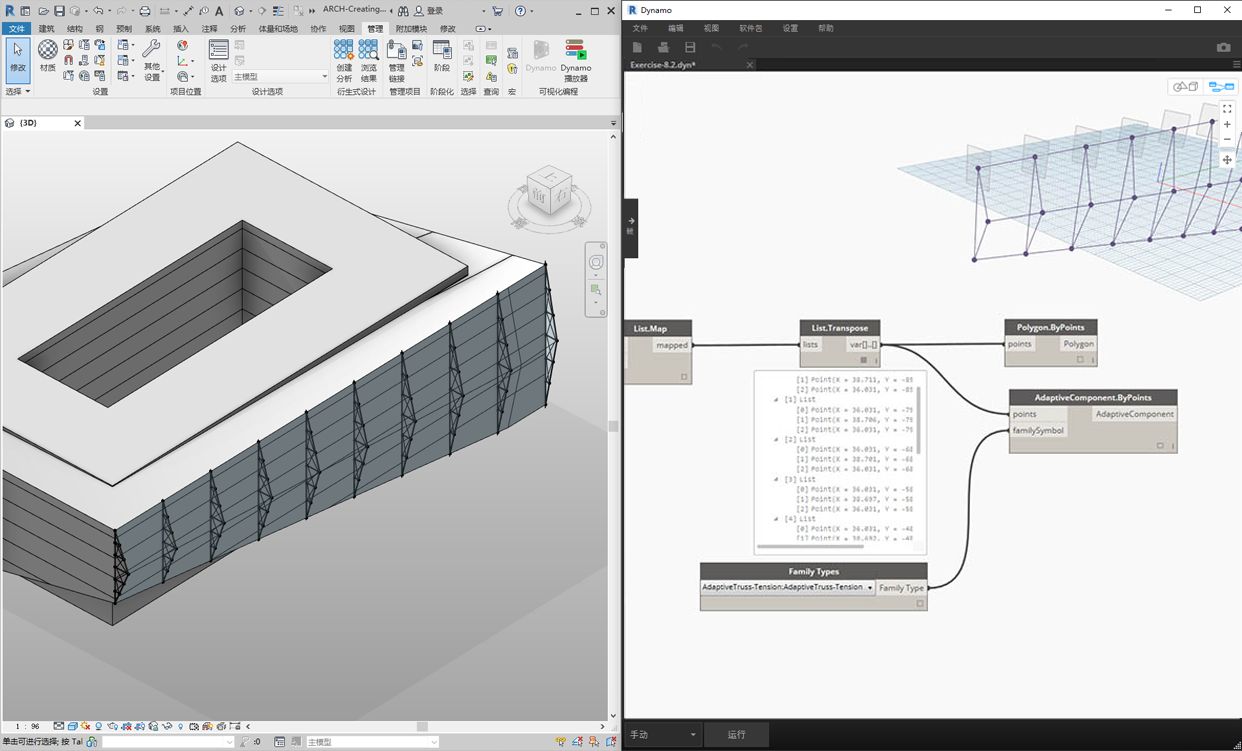 ARCH-Creating...
登录
文件 建筑 结构 钢 预制 系统 插入 注释 分析 体量和场地 协作 视图 管理 附加模块 修改
修改
材质
其他
设置
设计
选项
主模型
创建
分析
浏览
结果
管理
链接
阶段
Dynamo
Dynamo
播放器
选择
设置
项目位置
设计选项
衍生式设计
管理项目
阶段化
选择
查询
宏
可视化编程
{3D}
上
前
右
1 : 96
单击可进行选择; 按 Tal
:0
主模型
Dynamo
文件 编辑 视图 软件包 设置 帮助
Exercise-8.2.dyn*
List.Map
mapped
List.Transpose
lists var[]..[]
Polygon.ByPoints
points Polygon
[1] Point(X = 38.711, Y = -89
[2] Point(X = 36.031, Y = -89
[1] List
[0] Point(X = 36.031, Y = -79
[1] Point(X = 38.706, Y = -79
[2] Point(X = 36.031, Y = -79
[2] List
[0] Point(X = 36.031, Y = -68
[1] Point(X = 38.701, Y = -68
[2] Point(X = 36.031, Y = -68
[3] List
[0] Point(X = 36.031, Y = -58
[1] Point(X = 38.697, Y = -58
[2] Point(X = 36.031, Y = -58
[4] List
[0] Point(X = 36.031, Y = -48
[1] Point(X = 38.692, Y = -48
AdaptiveComponent.ByPoints
points AdaptiveComponent
familySymbol
Family Types
AdaptiveTruss-Tension:AdaptiveTruss-Tension Family Type
手动
运行